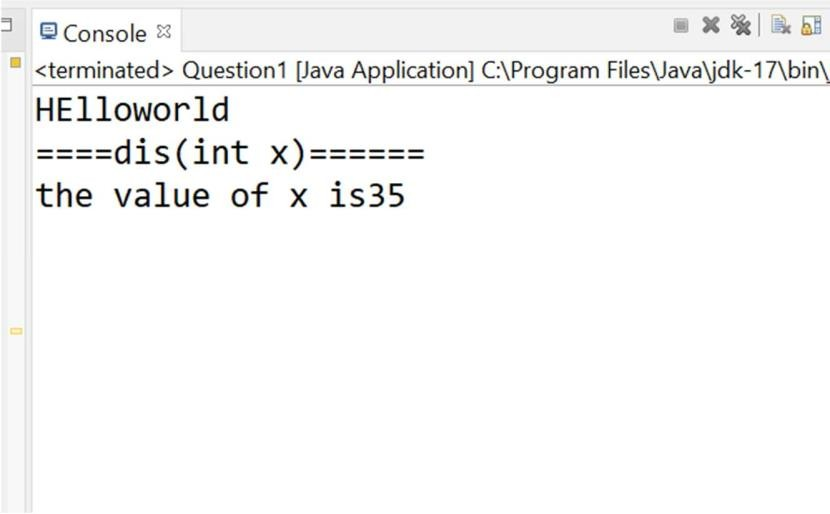 Console
<terminated> Question1 [Java Application] C:\Program Files\Java\jdk-17\bin\
HElloworld
====dis(int x)======
the value of x is35